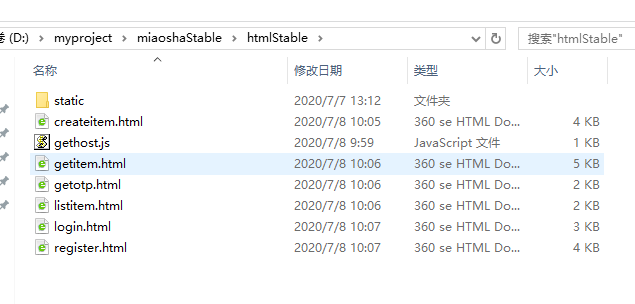 卷 (D:) > myproject > miaoshaStable > htmlStable > 搜索"htmlStable"
名称 修改日期 类型 大小
static 2020/7/7 13:12 文件夹
createitem.html 2020/7/8 10:05 360 se HTML Do... 4 KB
gethost.js 2020/7/8 9:59 JavaScript 文件 1 KB
getitem.html 2020/7/8 10:06 360 se HTML Do... 5 KB
getotp.html 2020/7/8 10:06 360 se HTML Do... 2 KB
listitem.html 2020/7/8 10:06 360 se HTML Do... 2 KB
login.html 2020/7/8 10:07 360 se HTML Do... 3 KB
register.html 2020/7/8 10:07 360 se HTML Do... 4 KB